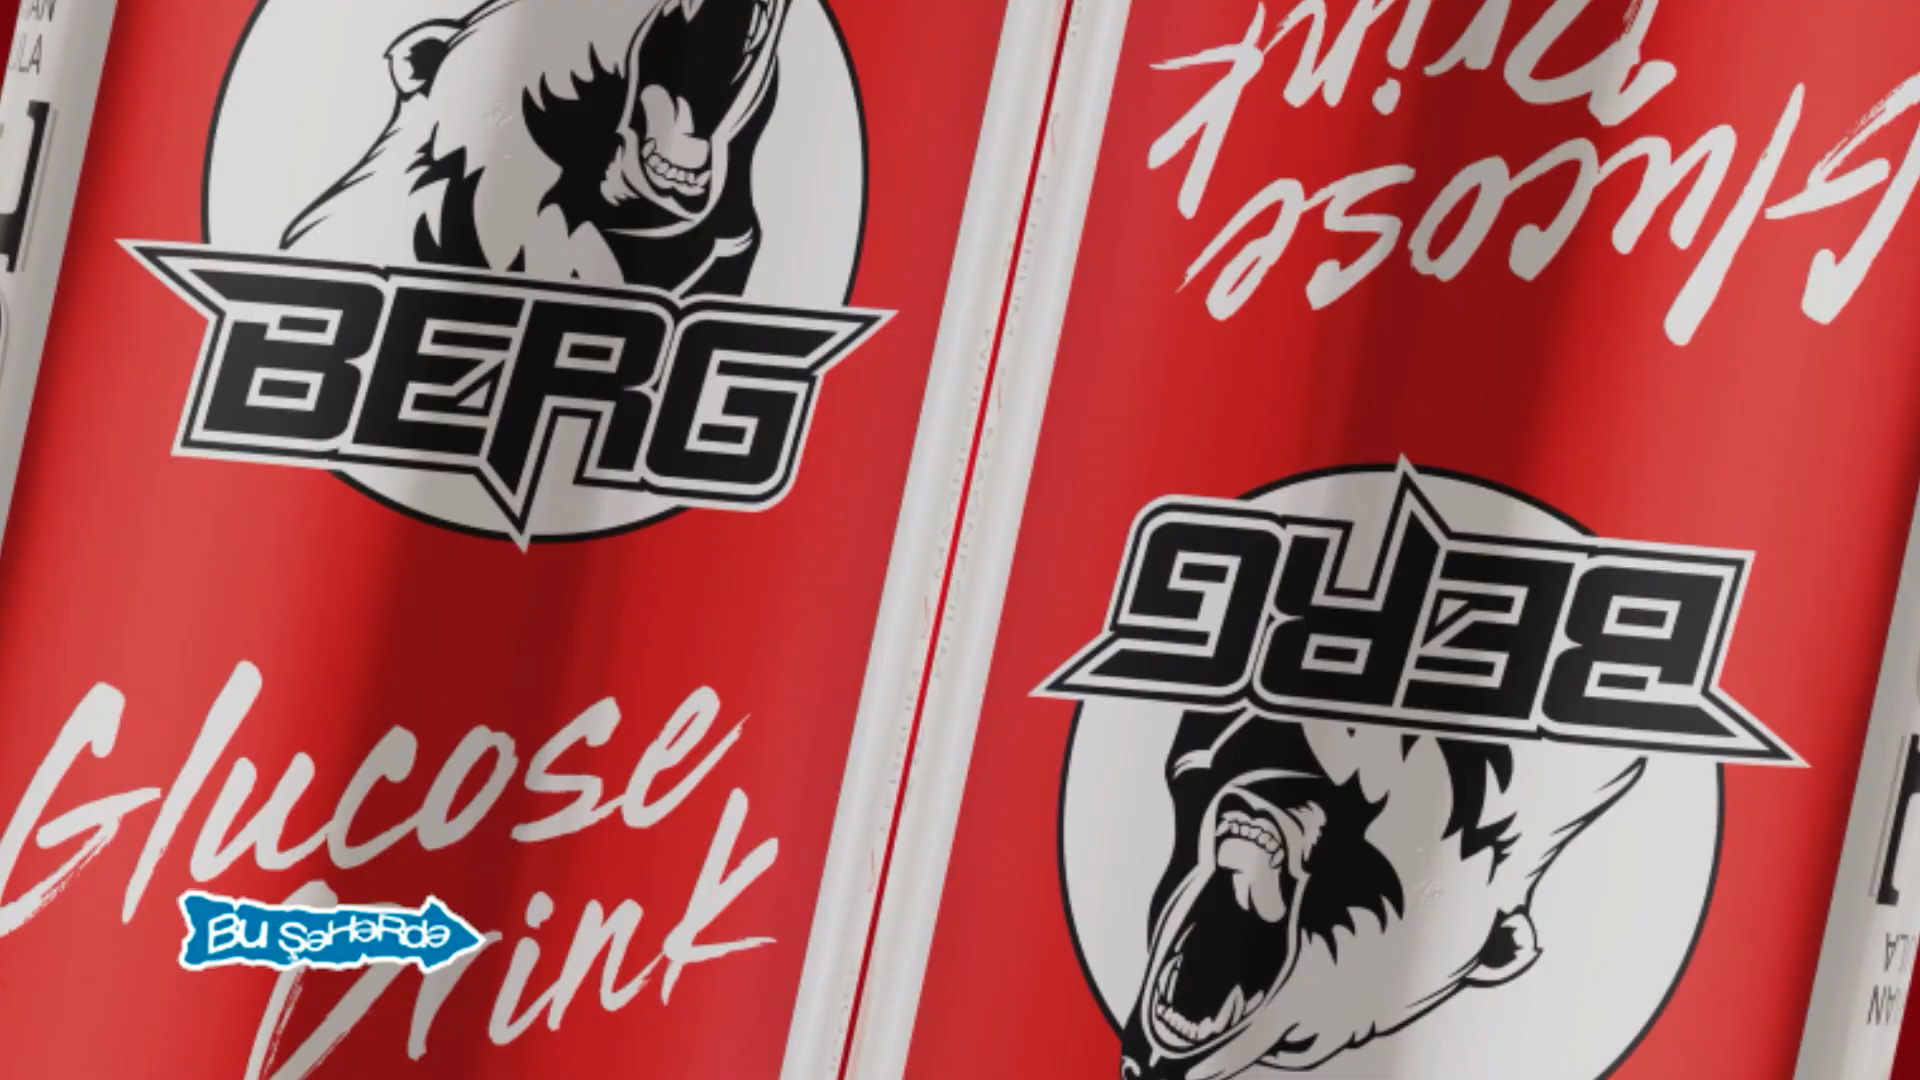 BERG
Glucose
Drink
Glucose
Drink
BERG
BU ŞəHəRdə